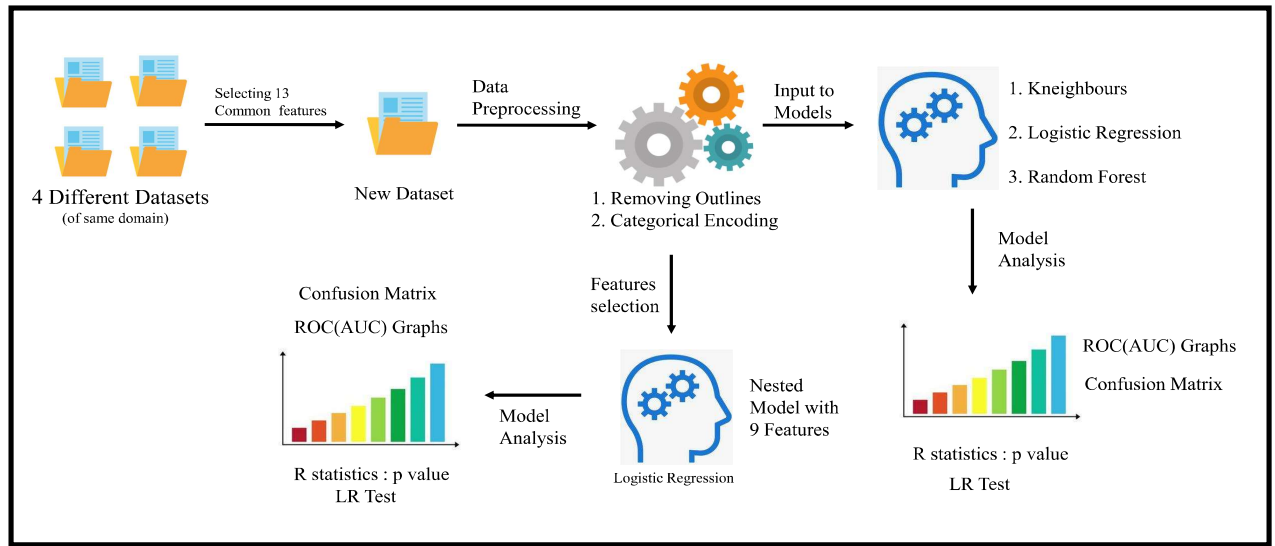 Selecting 13
Common features
4 Different Datasets
(of same domain)
New Dataset
Data
Preprocessing
1. Removing Outlines
2. Categorical Encoding
Input to
Models
1. Kneighbours
2. Logistic Regression
3. Random Forest
Model
Analysis
ROC(AUC) Graphs
Confusion Matrix
R statistics : p value
LR Test
Features
selection
Nested
Model with
9 Features
Logistic Regression
Model
Analysis
Confusion Matrix
ROC(AUC) Graphs
R statistics : p value
LR Test